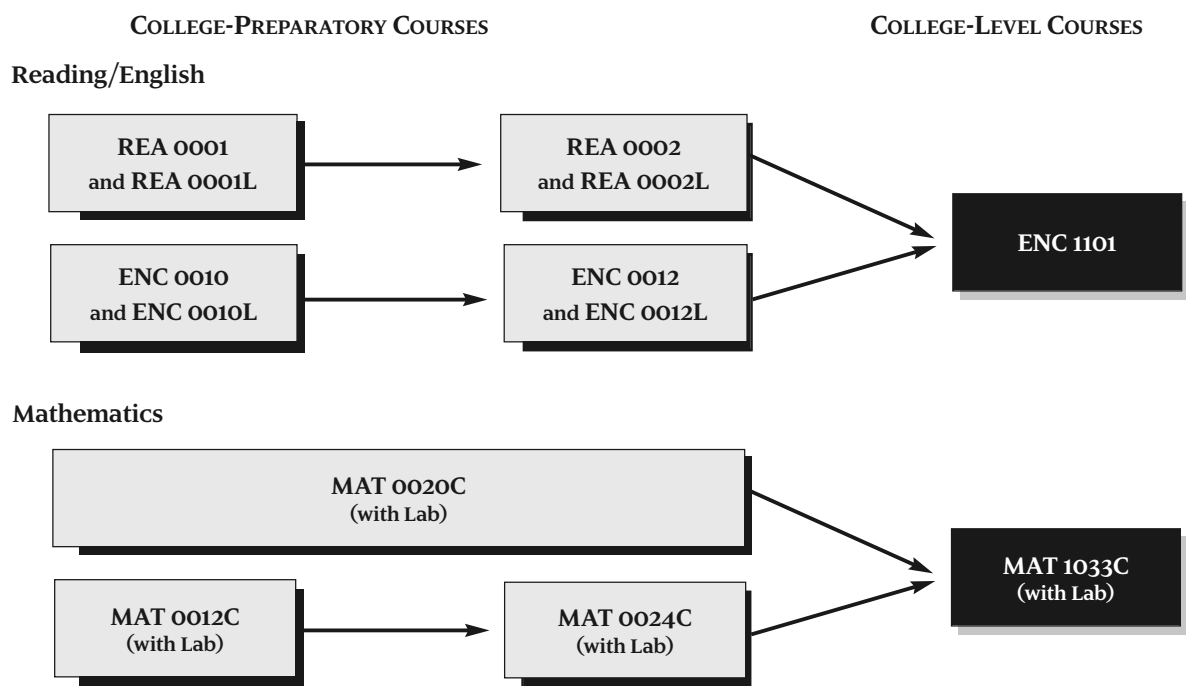 COLLEGE-PREPARATORY COURSES
COLLEGE-LEVEL COURSES
Reading/English
REA 0001
and REA 0001L
REA 0002
and REA 0002L
ENC 1101
ENC 0010
and ENC 0010L
ENC 0012
and ENC 0012L
Mathematics
MAT 0020C
(with Lab)
MAT 1033C
(with Lab)
MAT 0012C
(with Lab)
MAT 0024C
(with Lab)